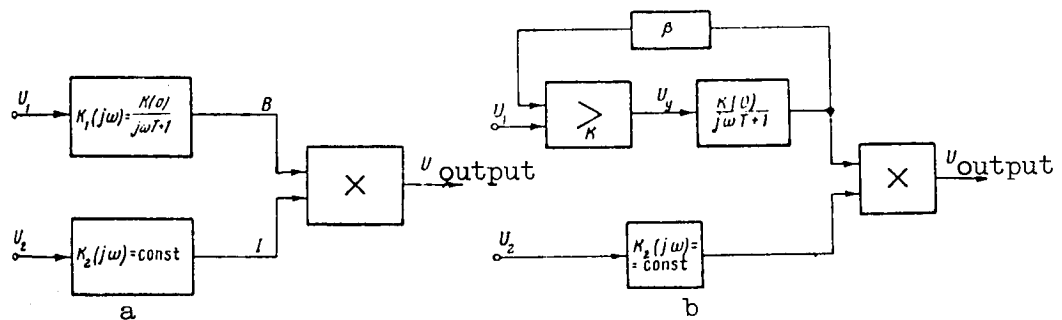 U₁
K₁(jω)= K(0) / jωT+1
B
×
U output
U₂
K₂(jω)=const
I
a
β
U₁
> K
Uy
K(0) / jωT+1
×
U output
U₂
K₂(jω)=
=const
b